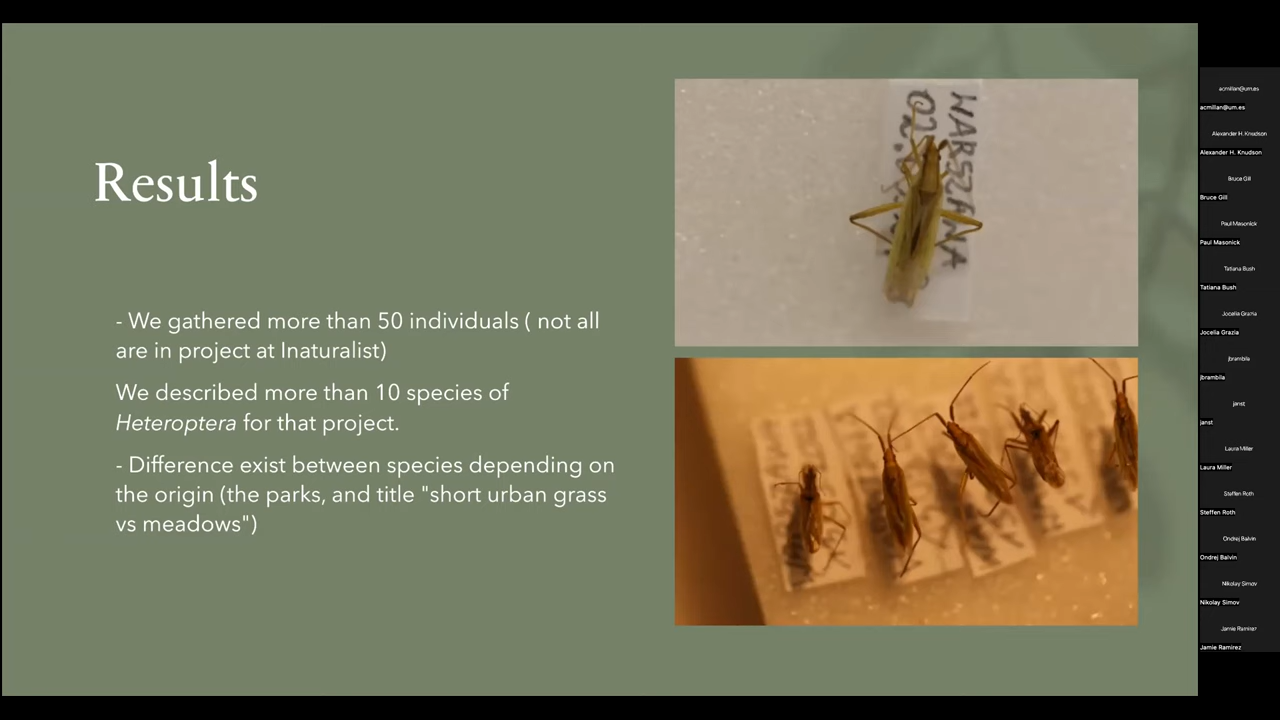 Results
- We gathered more than 50 individuals ( not all
are in project at Inaturalist)
We described more than 10 species of
Heteroptera for that project.
- Difference exist between species depending on
the origin (the parks, and title "short urban grass
vs meadows")
WARSZAWA
02.
acmillan@um.es
acmillan@um.es
Alexander H. Knudson
Alexander H. Knudson
Bruce Gill
Bruce Gill
Paul Masonick
Paul Masonick
Tatiana Bush
Tatiana Bush
Jocelia Grazia
Jocelia Grazia
jbrambila
jbrambila
janst
janst
Laura Miller
Laura Miller
Steffen Roth
Steffen Roth
Ondrej Balvin
Ondrej Balvin
Nikolay Simov
Nikolay Simov
Jamie Ramirez
Jamie Ramirez